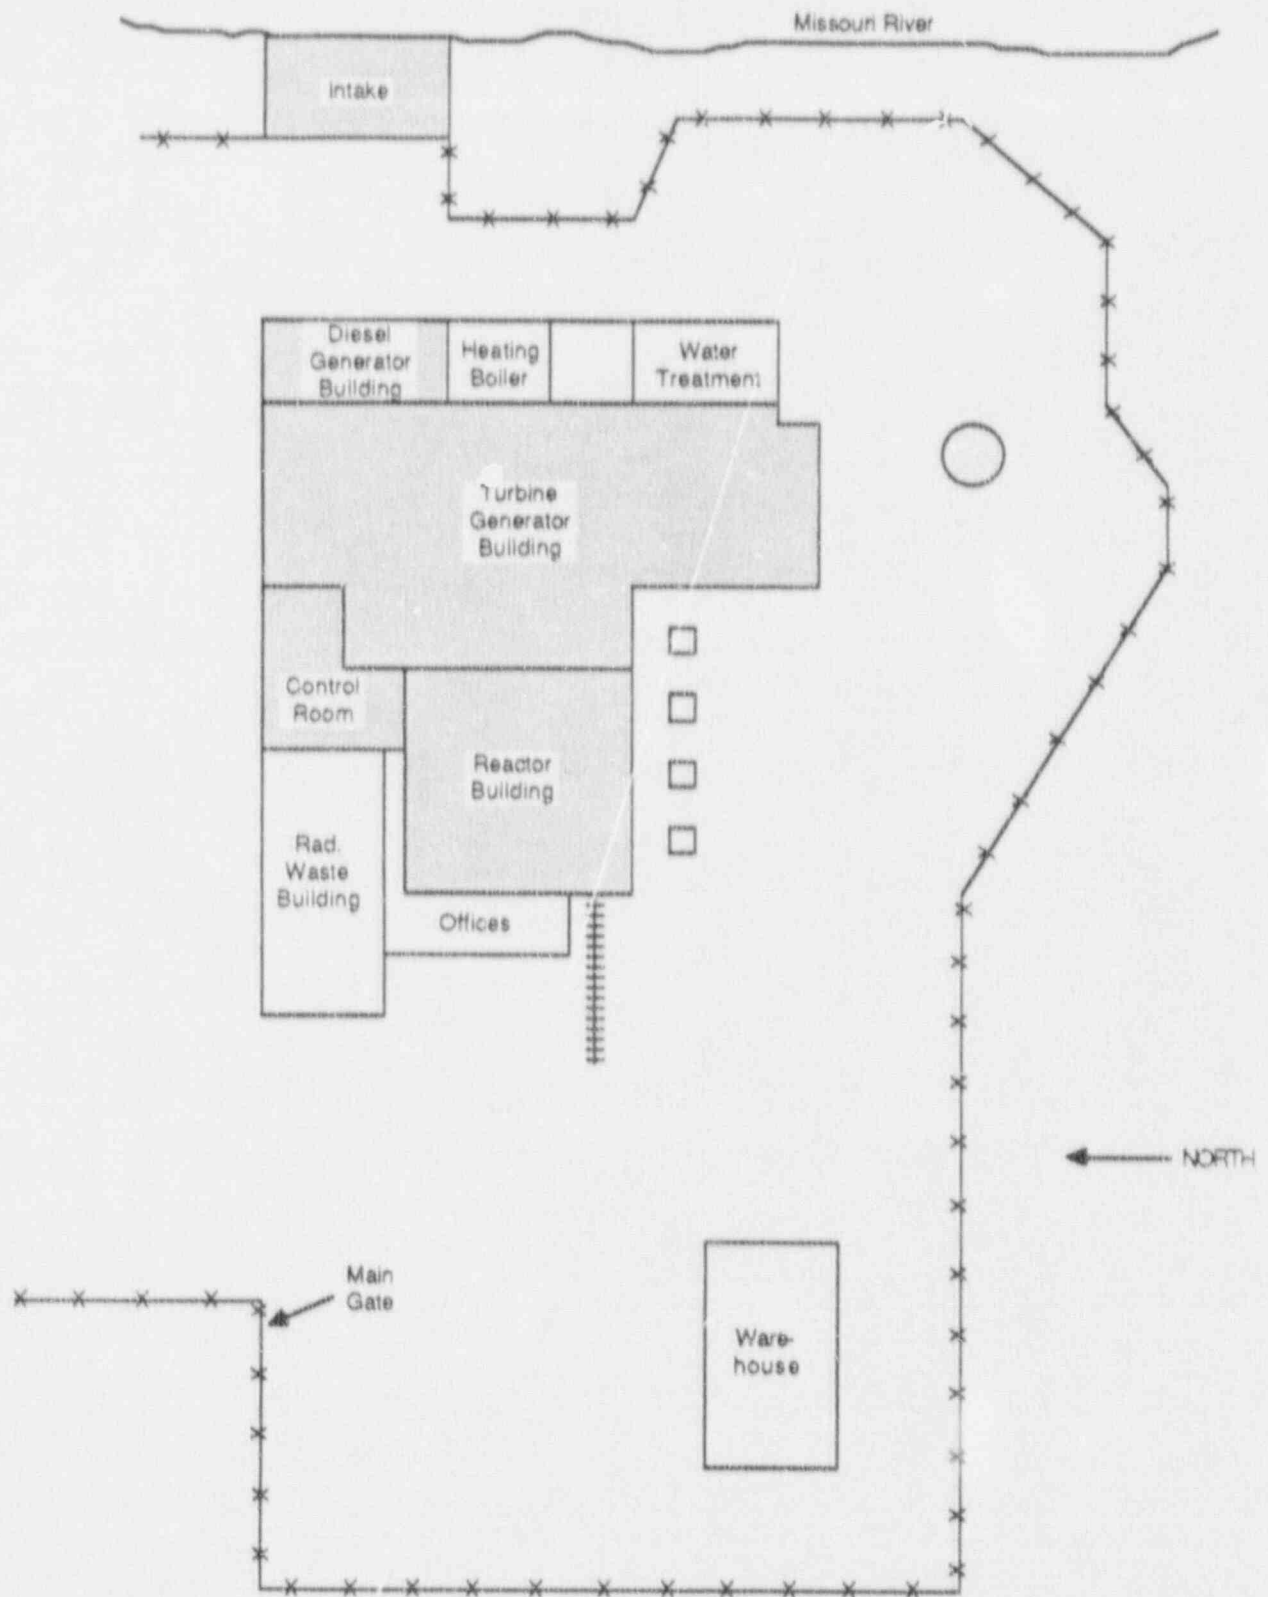 Missouri River
Intake
Diesel
Generator
Building
Heating
Boiler
Water
Treatment
Turbine
Generator
Building
Control
Room
Reactor
Building
Rad.
Waste
Building
Offices
NORTH
Main
Gate
Ware-
house